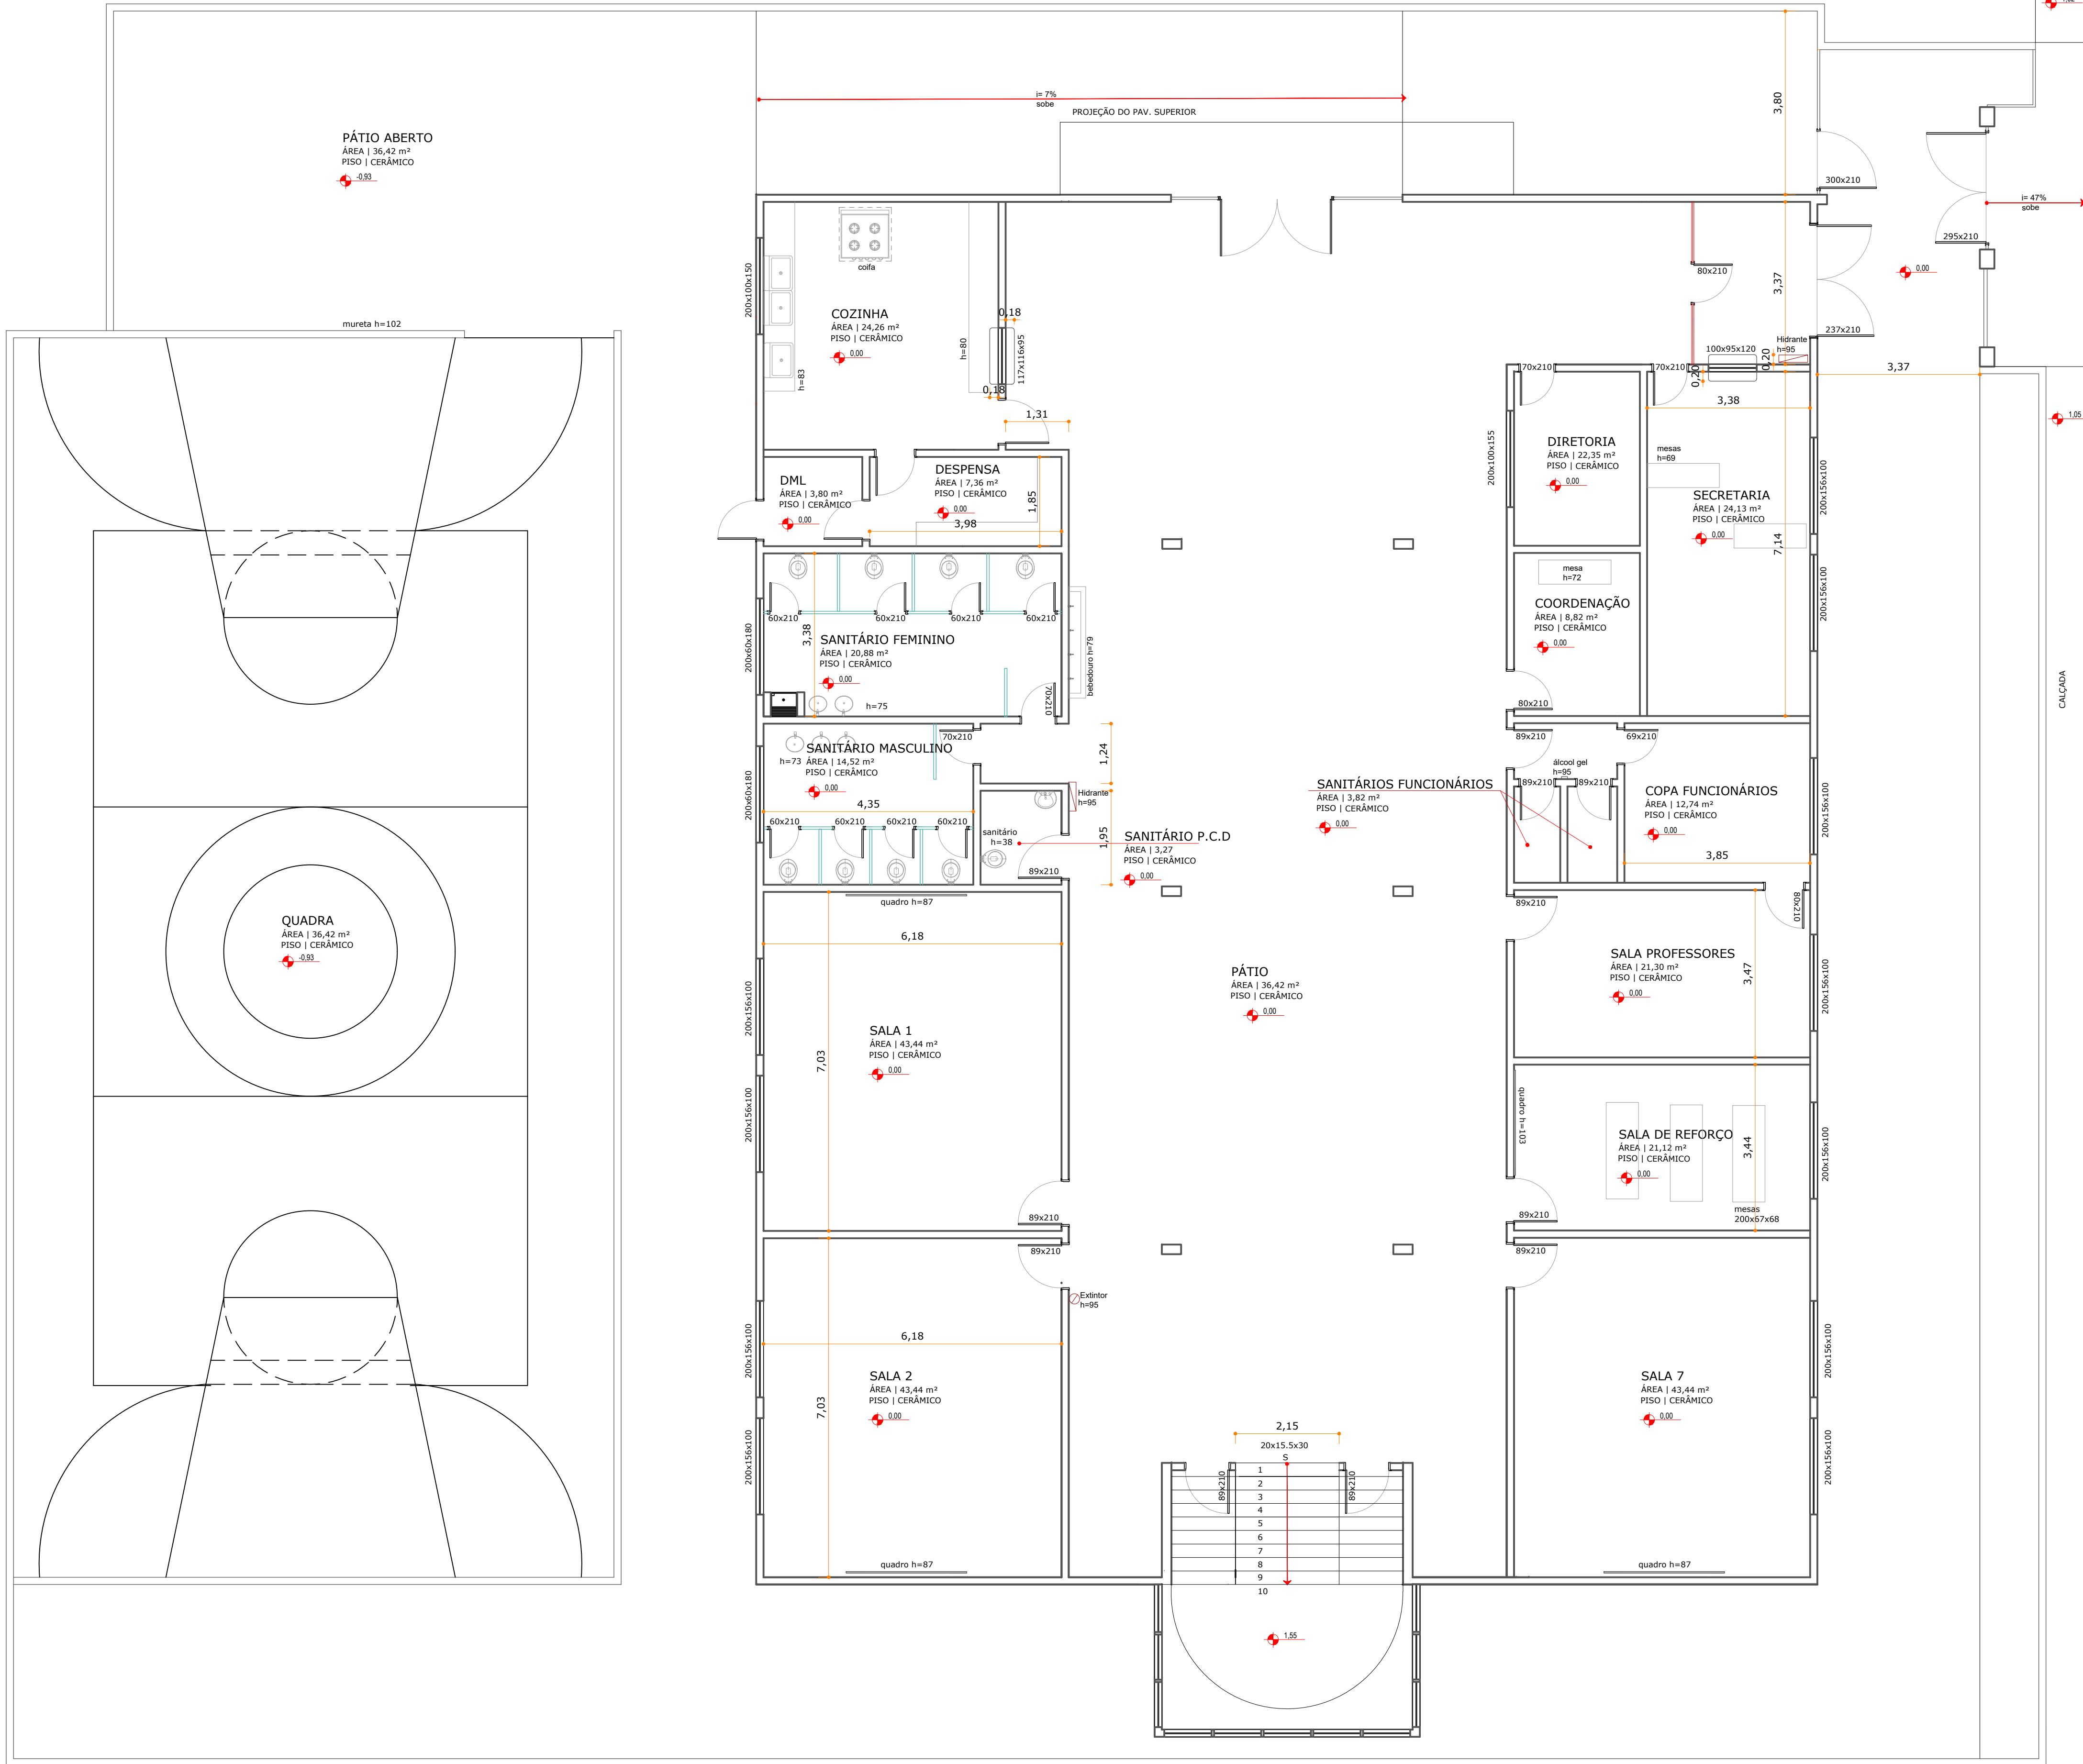 i= 7%
sobe
PROJEÇÃO DO PAV. SUPERIOR
3,80
PÁTIO ABERTO
ÁREA | 36,42 m²
PISO | CERÂMICO
-0,93
300x210
i= 47%
sobe
295x210
0,00
237x210
3,37
80x210
coifa
200x100x150
COZINHA
ÁREA | 24,26 m²
PISO | CERÂMICO
0,00
h=83
h=80
0,18
117x116x95
0,18
1,31
mureta h=102
Hidrante
h=95
100x95x120
0,20
0,20
70x210
70x210
3,37
3,38
1,05
200x100x155
DIRETORIA
ÁREA | 22,35 m²
PISO | CERÂMICO
0,00
mesas
h=69
SECRETARIA
ÁREA | 24,13 m²
PISO | CERÂMICO
0,00
7,14
200x156x100
200x156x100
DML
ÁREA | 3,80 m²
PISO | CERÂMICO
0,00
DESPENSA
ÁREA | 7,36 m²
PISO | CERÂMICO
0,00
1,85
3,98
mesa
h=72
COORDENAÇÃO
ÁREA | 8,82 m²
PISO | CERÂMICO
0,00
80x210
60x210
60x210
60x210
60x210
200x60x180
3,38
SANITÁRIO FEMININO
ÁREA | 20,88 m²
PISO | CERÂMICO
0,00
h=75
70x210
bebedouro h=79
CALÇADA
70x210
SANITÁRIO MASCULINO
h=73
ÁREA | 14,52 m²
PISO | CERÂMICO
0,00
200x60x180
4,35
60x210
60x210
60x210
60x210
1,24
Hidrante
h=95
sanitário
h=38
1,95
89x210
SANITÁRIO P.C.D
ÁREA | 3,27
PISO | CERÂMICO
0,00
SANITÁRIOS FUNCIONÁRIOS
ÁREA | 3,82 m²
PISO | CERÂMICO
0,00
89x210
69x210
álcool gel
h=95
89x210
89x210
COPA FUNCIONÁRIOS
ÁREA | 12,74 m²
PISO | CERÂMICO
0,00
3,85
200x156x100
quadro h=87
6,18
89x210
80x210
QUADRA
ÁREA | 36,42 m²
PISO | CERÂMICO
-0,93
SALA PROFESSORES
ÁREA | 21,30 m²
PISO | CERÂMICO
0,00
3,47
200x156x100
PÁTIO
ÁREA | 36,42 m²
PISO | CERÂMICO
0,00
200x156x100
SALA 1
ÁREA | 43,44 m²
PISO | CERÂMICO
0,00
7,03
200x156x100
89x210
quadro h=103
SALA DE REFORÇO
ÁREA | 21,12 m²
PISO | CERÂMICO
0,00
3,44
mesas
200x67x68
200x156x100
89x210
89x210
89x210
Extintor
h=95
6,18
200x156x100
SALA 2
ÁREA | 43,44 m²
PISO | CERÂMICO
0,00
7,03
200x156x100
quadro h=87
SALA 7
ÁREA | 43,44 m²
PISO | CERÂMICO
0,00
200x156x100
200x156x100
quadro h=87
2,15
20x15.5x30
S
89x210
89x210
1
2
3
4
5
6
7
8
9
10
1,55